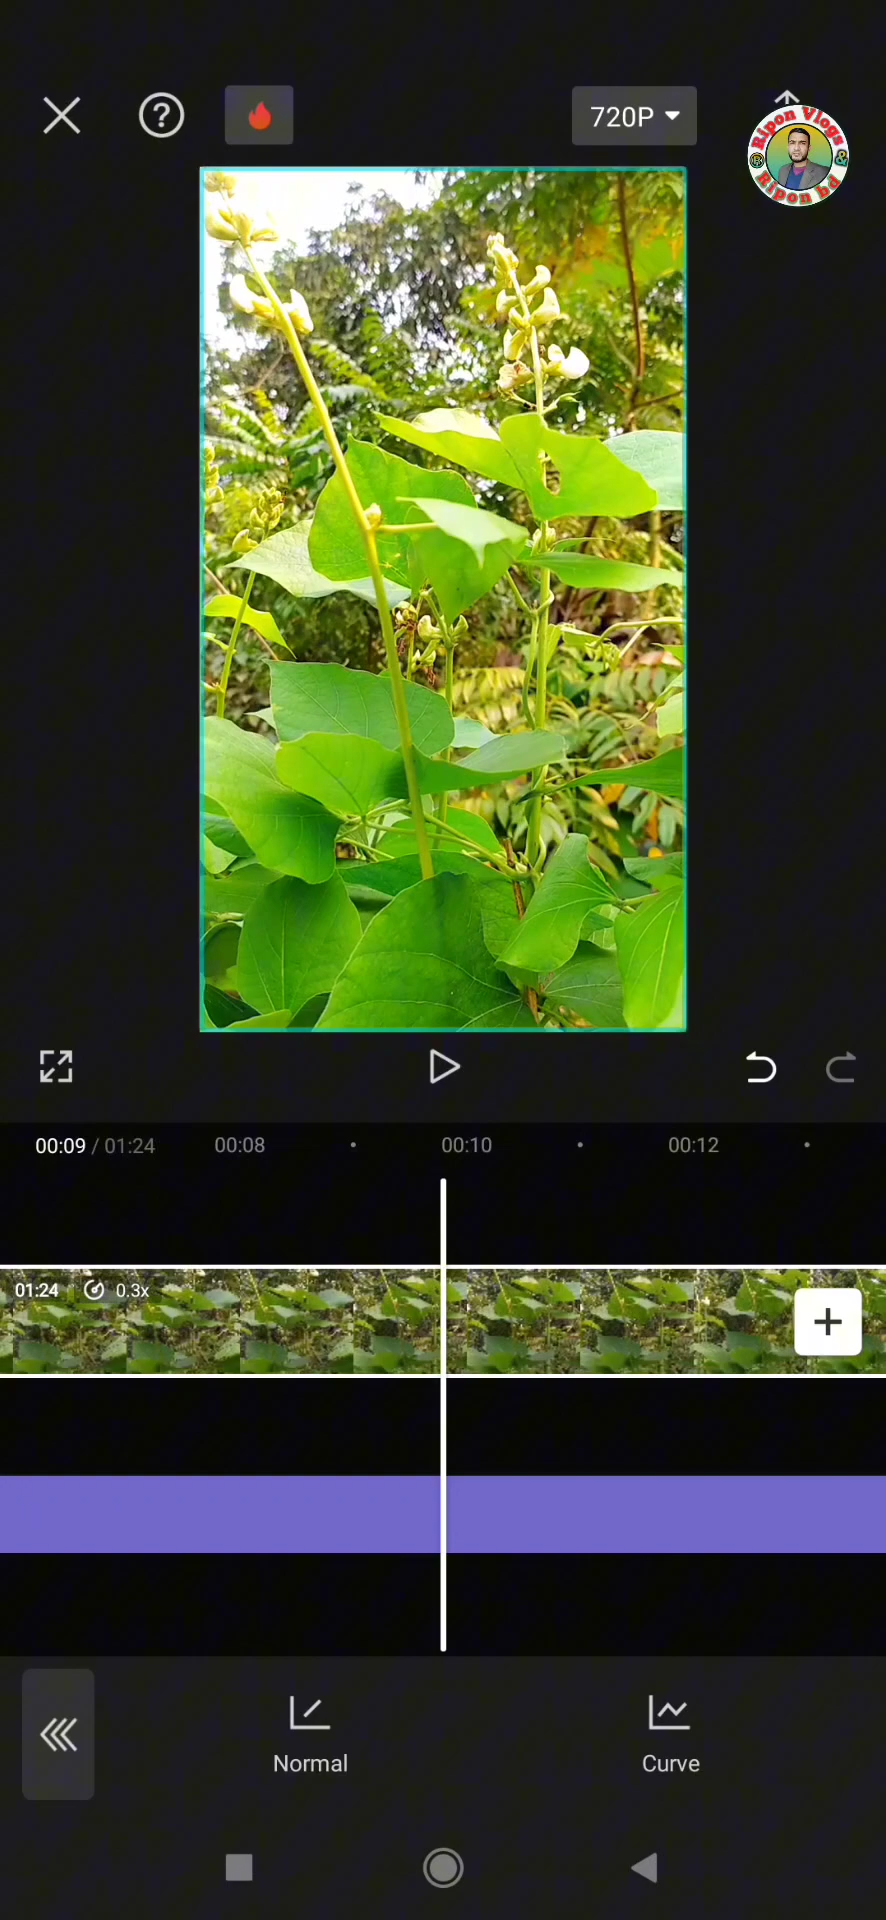 720P
Ripon Vlogs
&
Ripon bd
00:09 / 01:24
00:08
00:10
00:12
01:24
0.3x
Normal
Curve